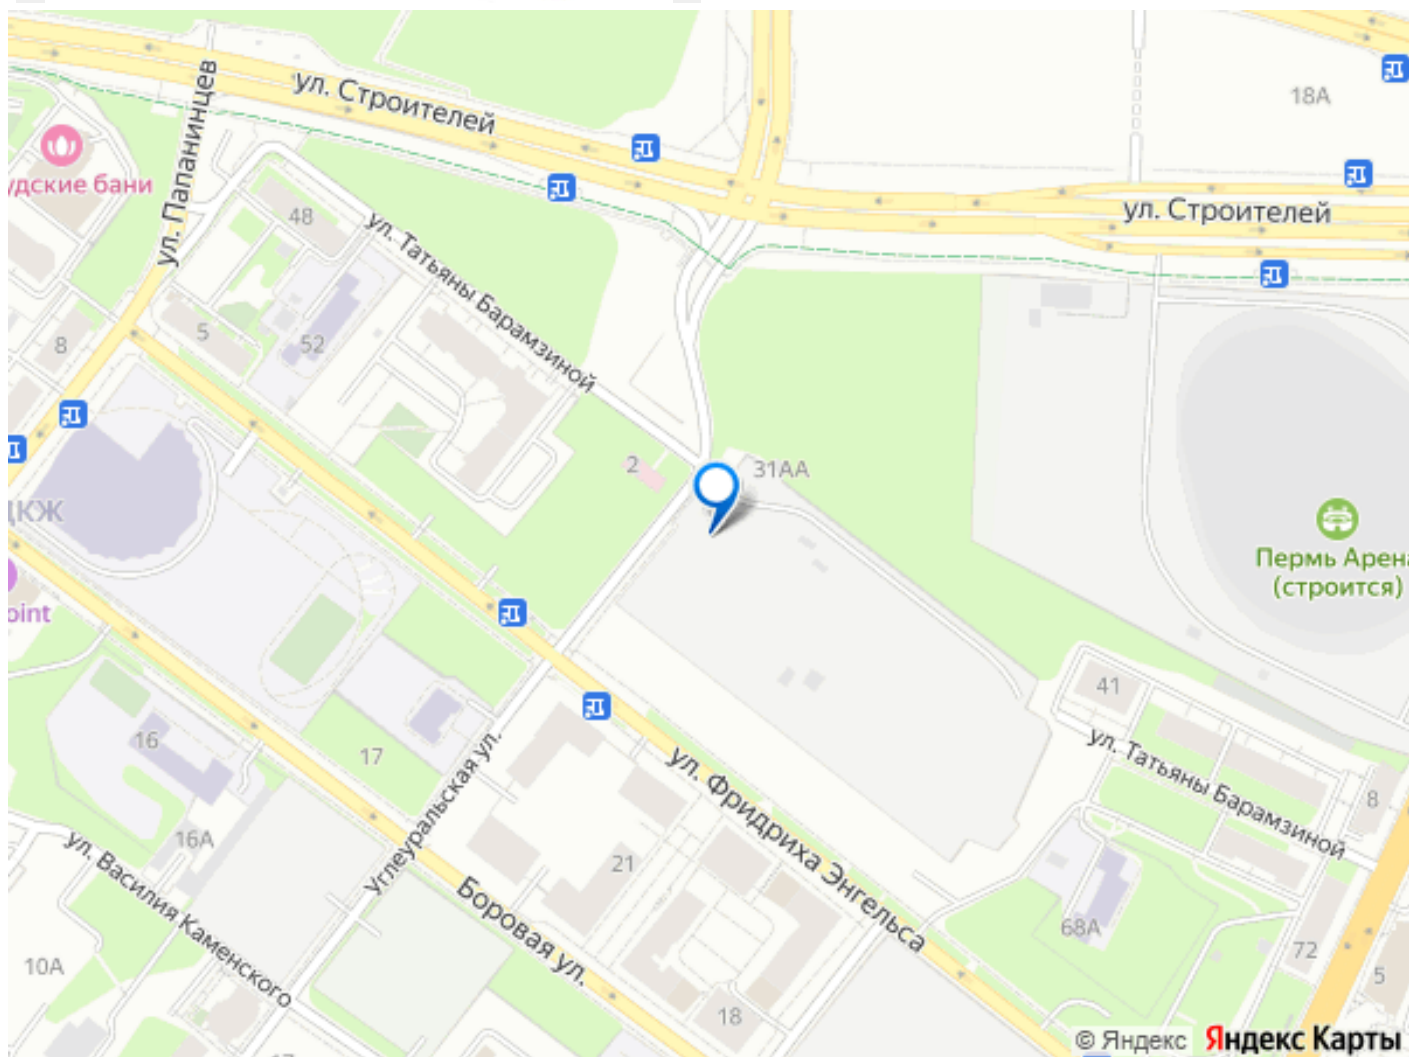 ул. Папанинцев
ул. Строителей
18А
удские бани
48
ул. Татьяны Барамзиной
ул. Строителей
8
5
52
2
31АА
ЦКЖ
Пермь Арена
(строится)
oint
41
16
17
ул. Татьяны Барамзиной
8
ул. Фридриха Энгельса
16А
Углеуральская ул.
21
ул. Василия Каменского
Боровая ул.
68А
72
10А
5
18
© Яндекс Яндекс Карты